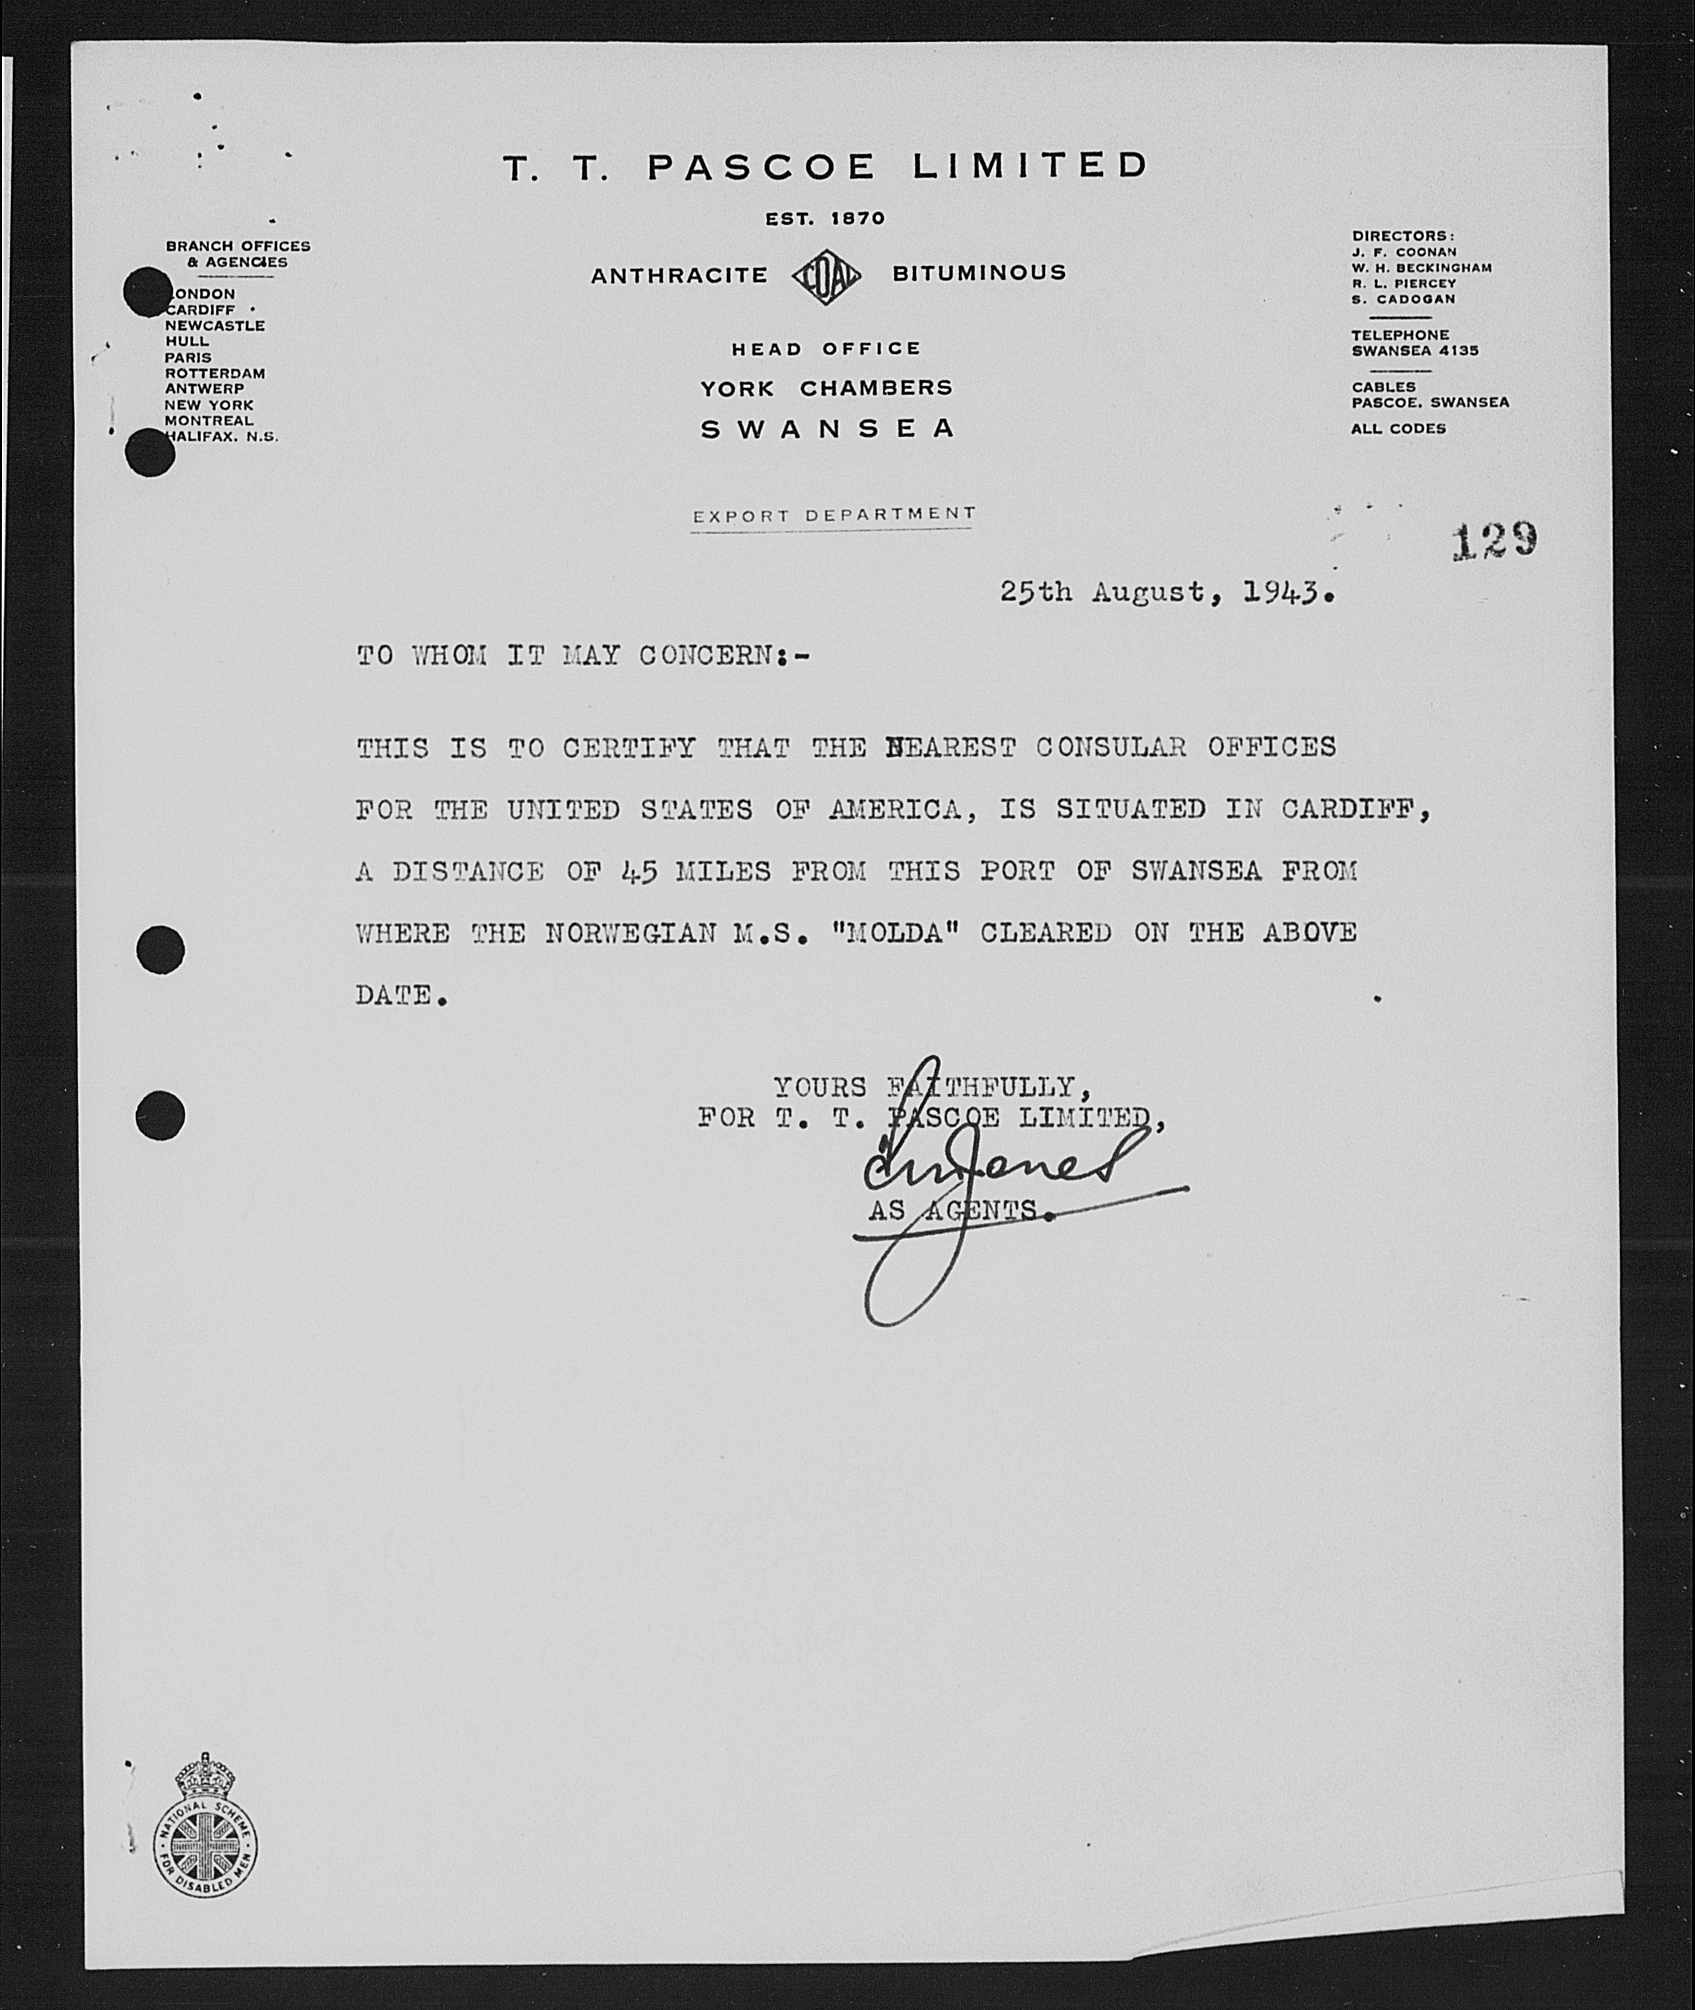 T. T. PASCOE LIMITED
EST. 1870
ANTHRACITE COAL BITUMINOUS
HEAD OFFICE
YORK CHAMBERS
SWANSEA
EXPORT DEPARTMENT
BRANCH OFFICES
& AGENCIES
LONDON
CARDIFF
NEWCASTLE
HULL
PARIS
ROTTERDAM
ANTWERP
NEW YORK
MONTREAL
HALIFAX. N.S.
DIRECTORS:
J. F. COONAN
W. H. BECKINGHAM
R. L. PIERCEY
S. CADOGAN
TELEPHONE
SWANSEA 4135
CABLES
PASCOE. SWANSEA
ALL CODES
129
25th August, 1943.
TO WHOM IT MAY CONCERN:-
THIS IS TO CERTIFY THAT THE NEAREST CONSULAR OFFICES
FOR THE UNITED STATES OF AMERICA, IS SITUATED IN CARDIFF,
A DISTANCE OF 45 MILES FROM THIS PORT OF SWANSEA FROM
WHERE THE NORWEGIAN M.S. "MOLDA" CLEARED ON THE ABOVE
DATE.
YOURS FAITHFULLY,
FOR T. T. PASCOE LIMITED,
Jones
AS AGENTS.
NATIONAL SCHEME
FOR DISABLED MEN